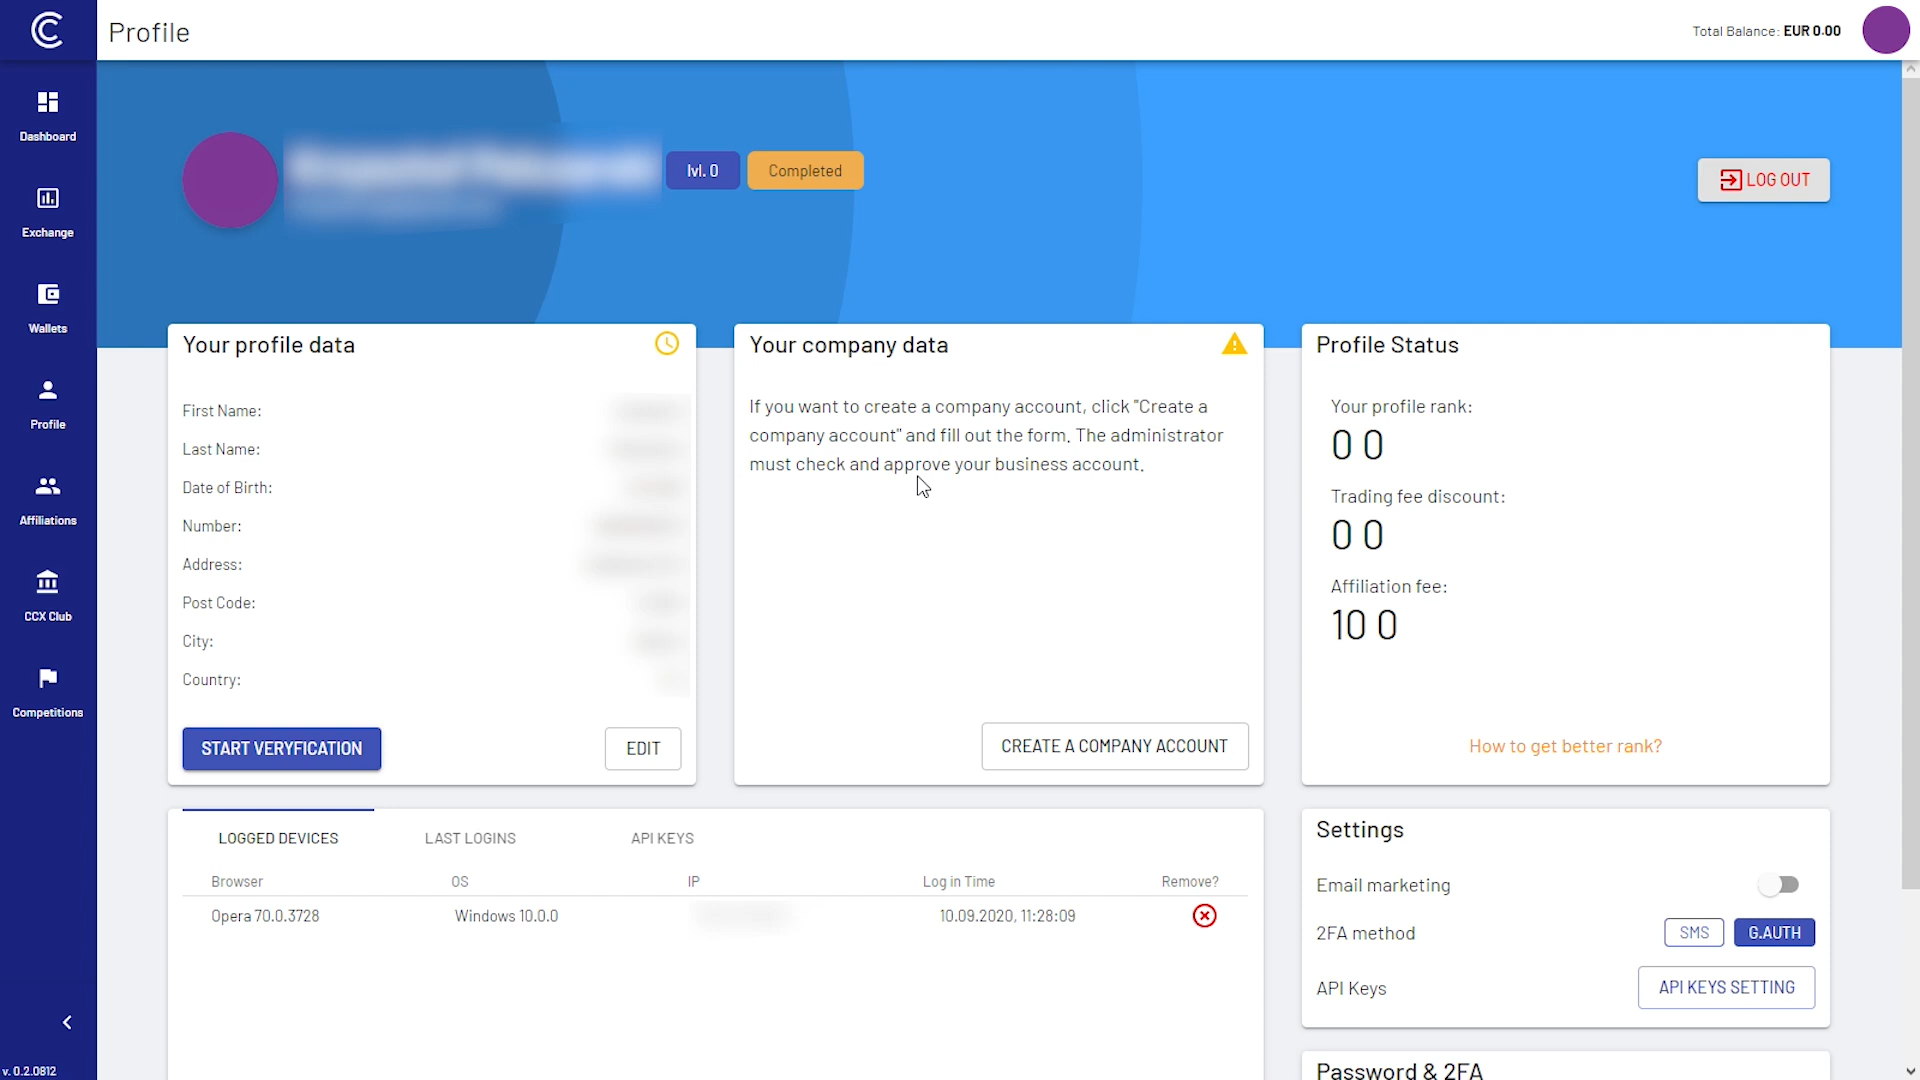 Profile
Total Balance: EUR 0.00
Dashboard
Exchange
Wallets
Profile
Affiliations
CCX Club
Competitions
v. 0.2.0812
lvl. 0
Completed
LOG OUT
Your profile data
First Name:
Last Name:
Date of Birth:
Number:
Address:
Post Code:
City:
Country:
START VERYFICATION
EDIT
Your company data
If you want to create a company account, click "Create a
company account" and fill out the form. The administrator
must check and approve your business account.
CREATE A COMPANY ACCOUNT
Profile Status
Your profile rank:
0 0
Trading fee discount:
0 0
Affiliation fee:
10 0
How to get better rank?
LOGGED DEVICES
LAST LOGINS
API KEYS
Browser
OS
IP
Log in Time
Remove?
Opera 70.0.3728
Windows 10.0.0
10.09.2020, 11:28:09
Settings
Email marketing
2FA method
SMS
G.AUTH
API Keys
API KEYS SETTING
Password & 2FA